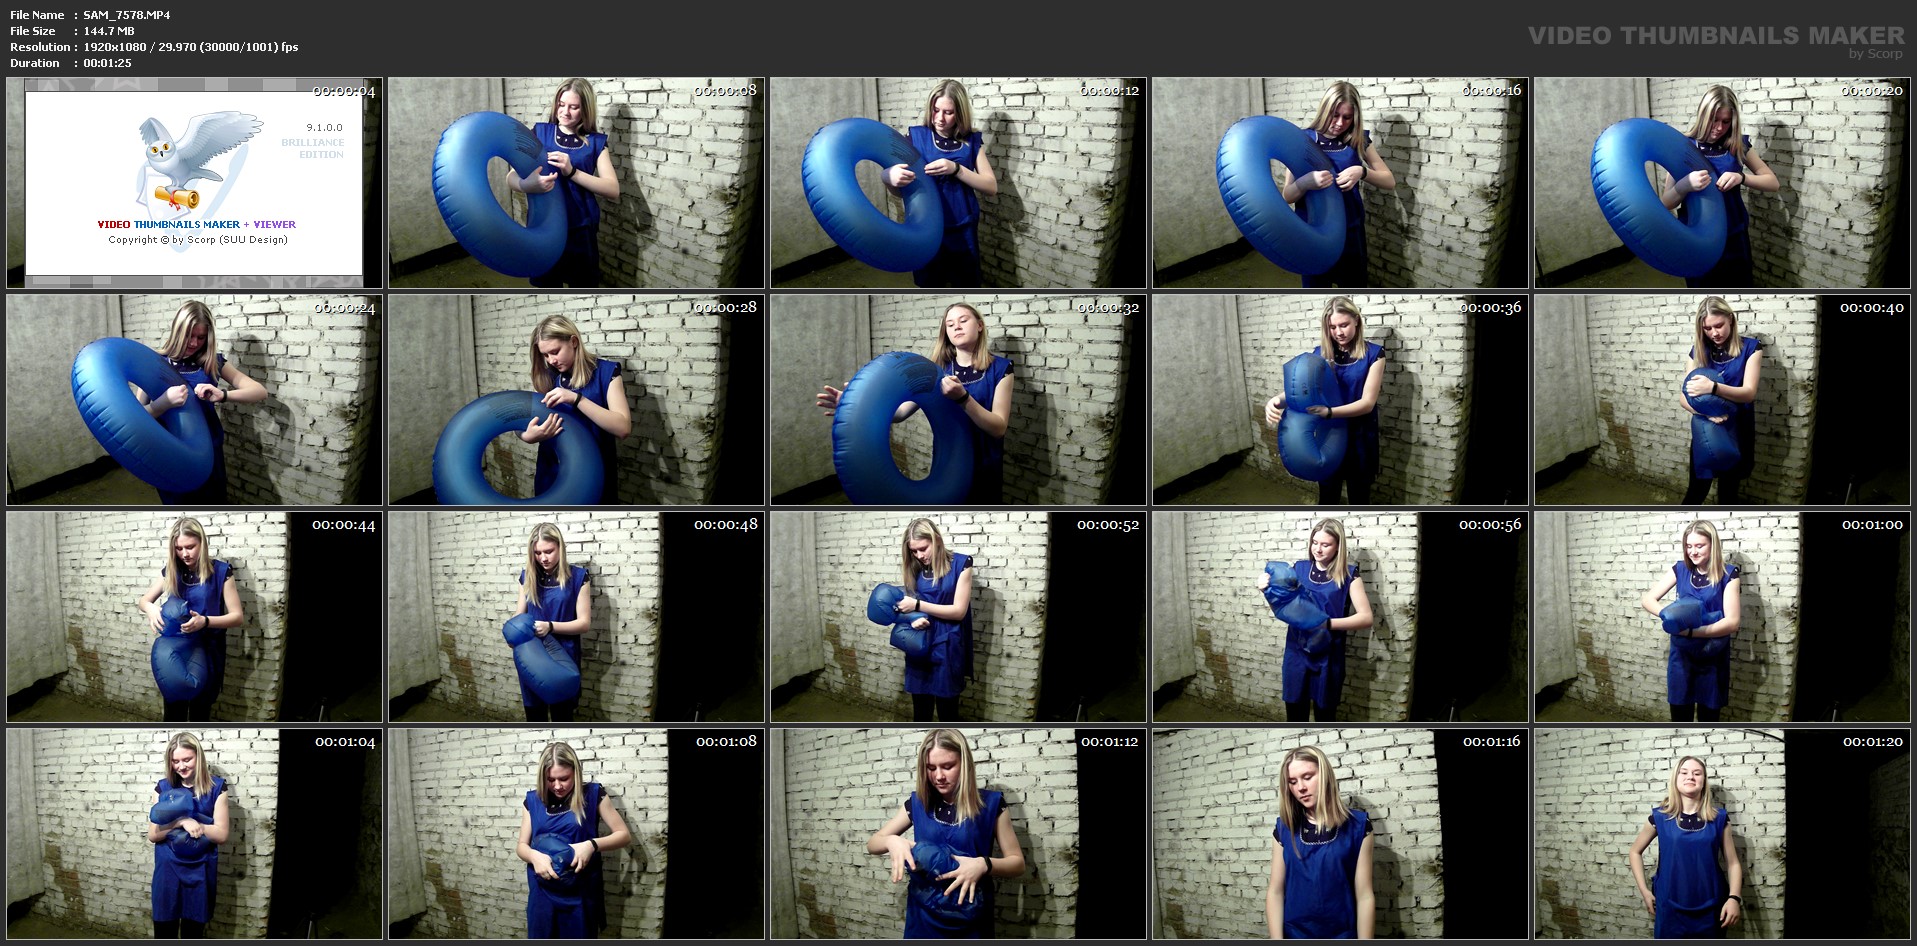 File Name : SAM_7578.MP4
File Size : 144.7 MB
Resolution : 1920x1080 / 29.970 (30000/1001) fps
Duration : 00:01:25
VIDEO THUMBNAILS MAKER
by Scorp
00:00:04
9.1.0.0
BRILLIANCE
EDITION
VIDEO THUMBNAILS MAKER + VIEWER
Copyright © by Scorp (SUU Design)
00:00:08
00:00:12
00:00:16
00:00:20
00:00:24
00:00:28
00:00:32
00:00:36
00:00:40
00:00:44
00:00:48
00:00:52
00:00:56
00:01:00
00:01:04
00:01:08
00:01:12
00:01:16
00:01:20